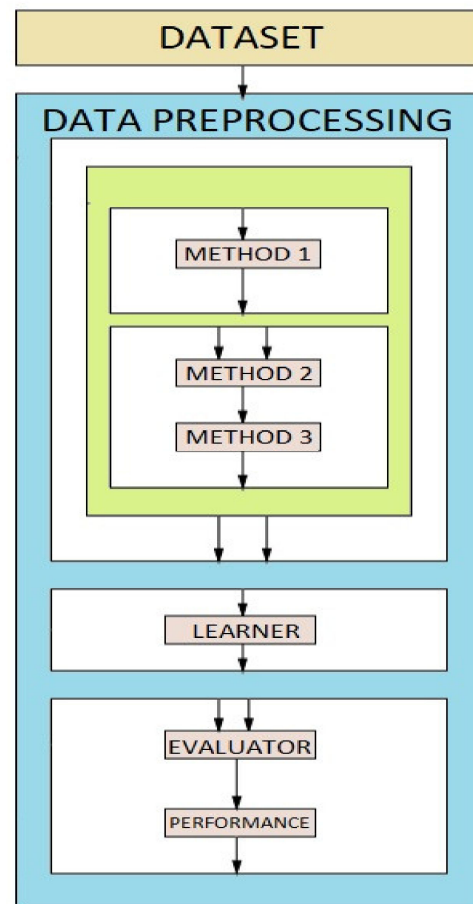 DATASET
DATA PREPROCESSING
METHOD 1
METHOD 2
METHOD 3
LEARNER
EVALUATOR
PERFORMANCE